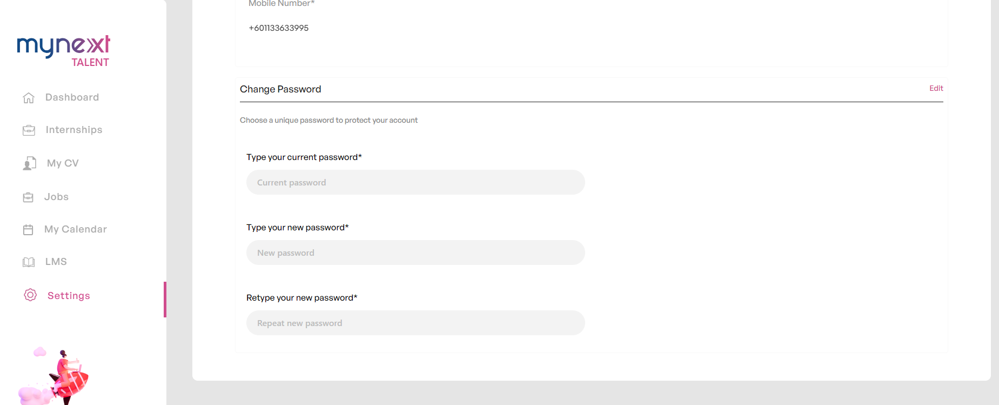 mynext
TALENT
Dashboard
Internships
My CV
Jobs
My Calendar
LMS
Settings
Mobile Number*
+601133633995
Change Password
Edit
Choose a unique password to protect your account
Type your current password*
Current password
Type your new password*
New password
Retype your new password*
Repeat new password